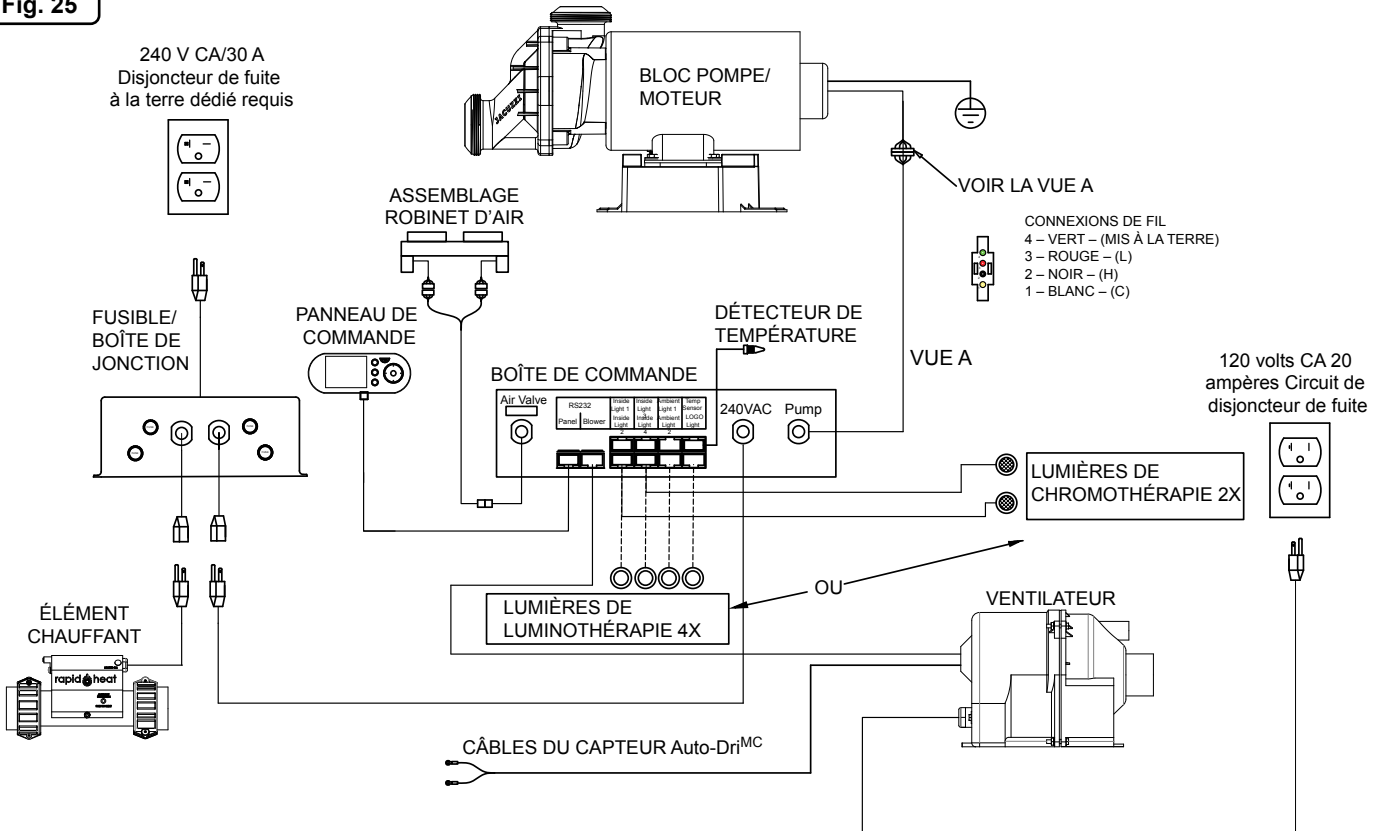 Fig. 25
240 V CA/30 A
Disjoncteur de fuite
à la terre dédié requis
BLOC POMPE/
MOTEUR
JACUZZI
VOIR LA VUE A
ASSEMBLAGE
ROBINET D'AIR
CONNEXIONS DE FIL
4 – VERT – (MIS À LA TERRE)
3 – ROUGE – (L)
2 – NOIR – (H)
1 – BLANC – (C)
FUSIBLE/
BOÎTE DE
JONCTION
PANNEAU DE
COMMANDE
DÉTECTEUR DE
TEMPÉRATURE
VUE A
120 volts CA 20
ampères Circuit de
disjoncteur de fuite
BOÎTE DE COMMANDE
Air Valve
RS232
Panel Blower
Inside
Light 1
Inside
Light
2
Inside
Light
3
Inside
Light
4
Ambient
Light 1
Ambient
Light
2
Temp
Sensor
LOGO
Light
240VAC
Pump
LUMIÈRES DE
CHROMOTHÉRAPIE 2X
OU
LUMIÈRES DE
LUMINOTHÉRAPIE 4X
VENTILATEUR
ÉLÉMENT
CHAUFFANT
rapid heat
CÂBLES DU CAPTEUR Auto-DriMC